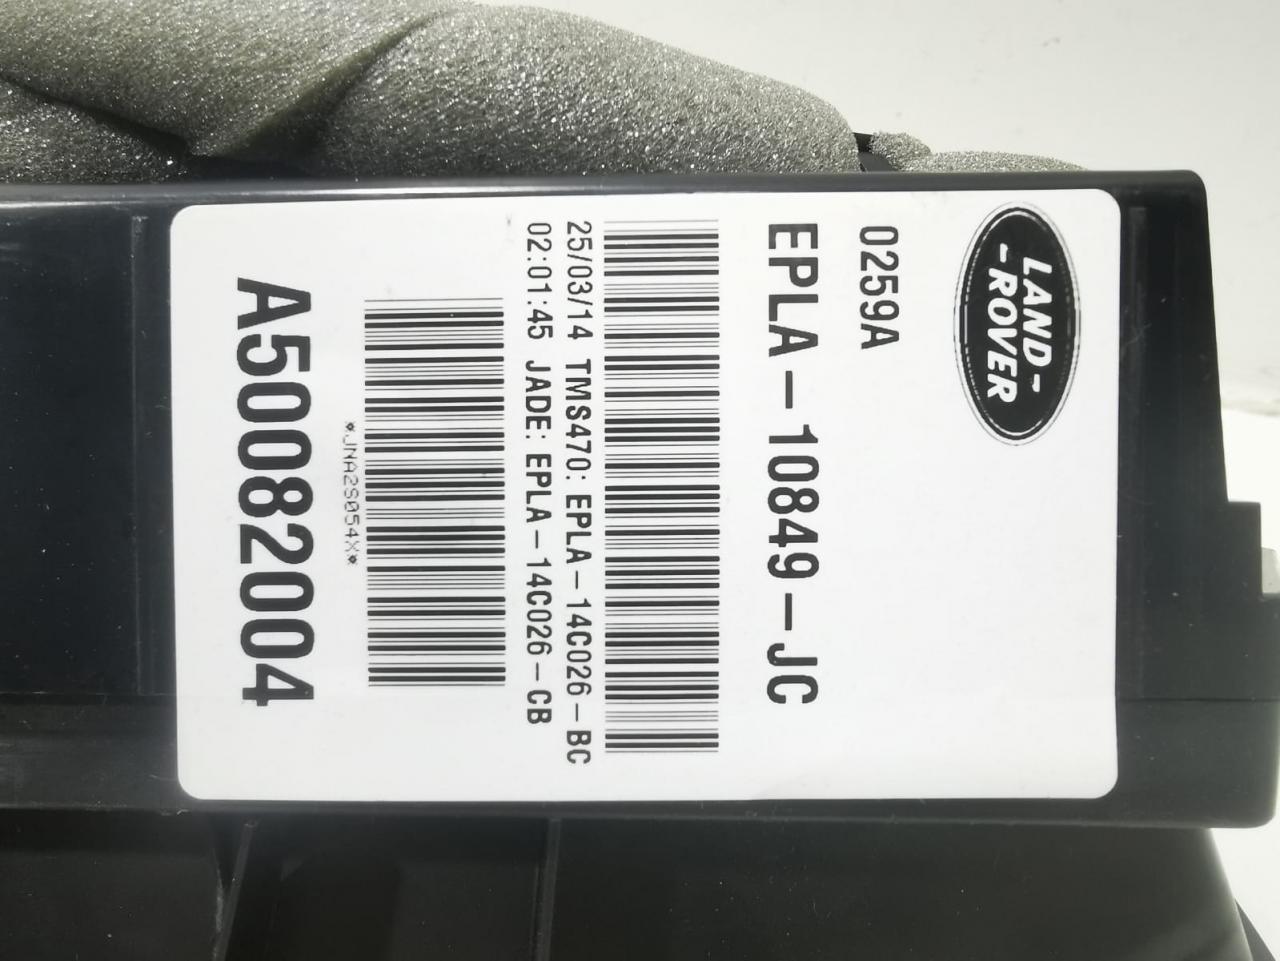 LAND-
-ROVER
0259A
EPLA-10849-JC
25/03/14 TMS470: EPLA-14C026-BC
02:01:45 JADE: EPLA-14C026-CB
*JNA2S054X*
A50082004